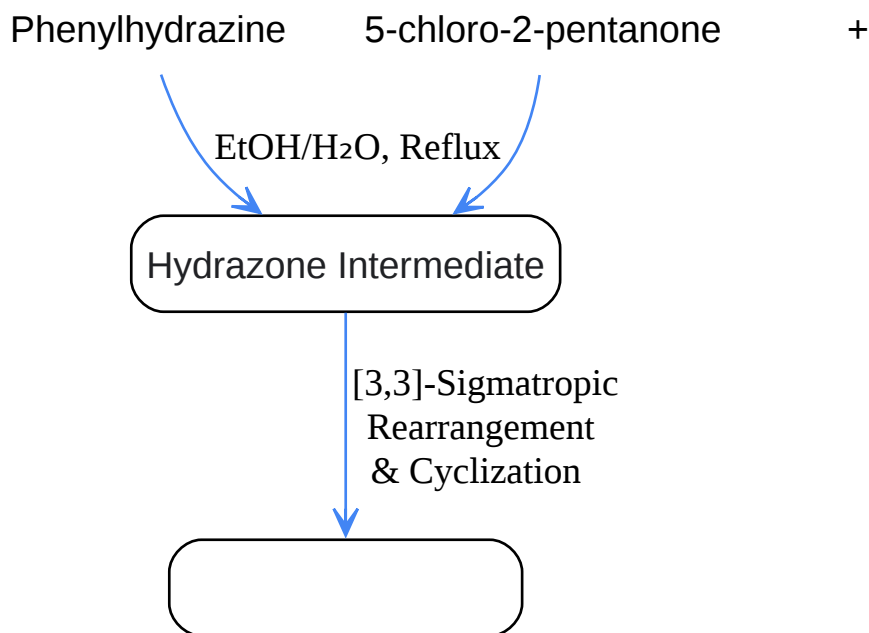 Phenylhydrazine 5-chloro-2-pentanone +
EtOH/H₂O, Reflux
Hydrazone Intermediate
[3,3]-Sigmatropic
Rearrangement
& Cyclization